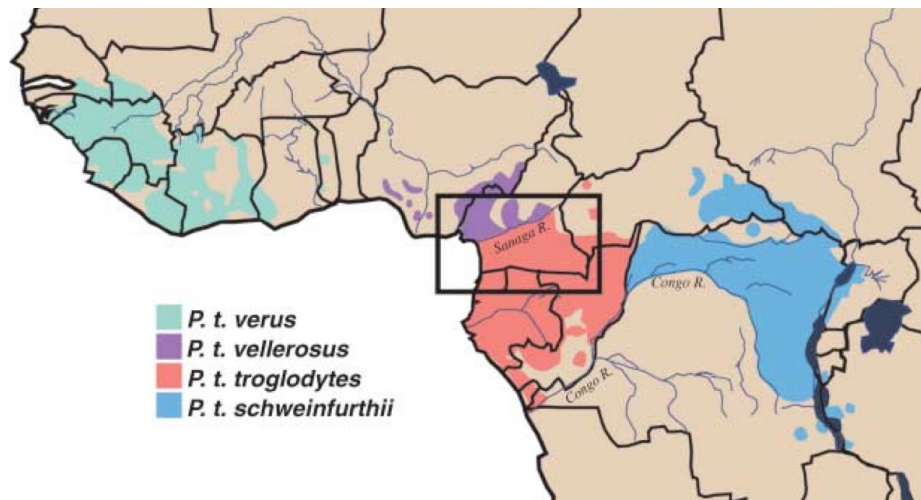 Sanaga R.
Congo R.
P. t. verus
P. t. vellerosus
P. t. troglodytes
P. t. schweinfurthii
Congo R.